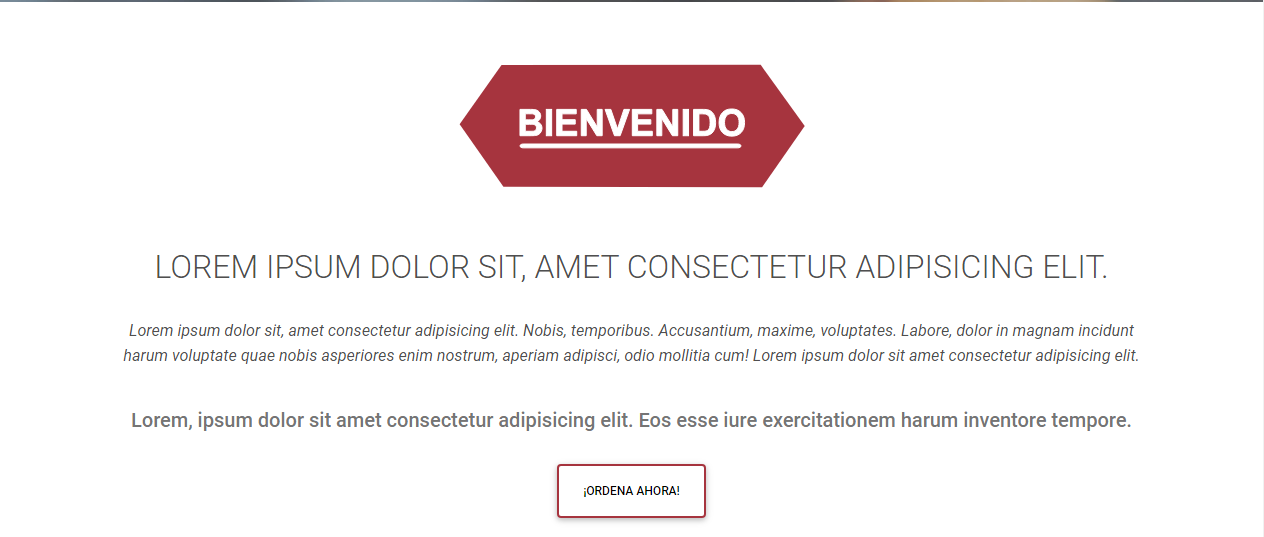 BIENVENIDO
LOREM IPSUM DOLOR SIT, AMET CONSECTETUR ADIPISICING ELIT.
Lorem ipsum dolor sit, amet consectetur adipisicing elit. Nobis, temporibus. Accusantium, maxime, voluptates. Labore, dolor in magnam incidunt
harum voluptate quae nobis asperiores enim nostrum, aperiam adipisci, odio mollitia cum! Lorem ipsum dolor sit amet consectetur adipisicing elit.
Lorem, ipsum dolor sit amet consectetur adipisicing elit. Eos esse iure exercitationem harum inventore tempore.
¡ORDENA AHORA!